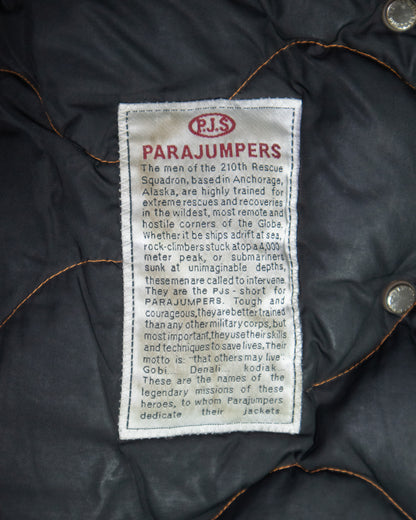 P.J.S
PARAJUMPERS
The men of the 210th Rescue
Squadron, based in Anchorage,
Alaska, are highly trained for
extreme rescues and recoveries
in the wildest, most remote and
hostile corners of the Globe.
Whether it be ships adrift at sea,
rock-climbers stuck atop a 4,000
meter peak, or submariners
sunk at unimaginable depths,
these men are called to intervene.
They are the PJs - short for
PARAJUMPERS. Tough and
courageous, they are better trained
than any other military corps, but
most important, they use their skills
and techniques to save lives. Their
motto is: "that others may live"
Gobi Denali kodiak
These are the names of the
legendary missions of these
heroes, to whom Parajumpers
dedicate their jackets